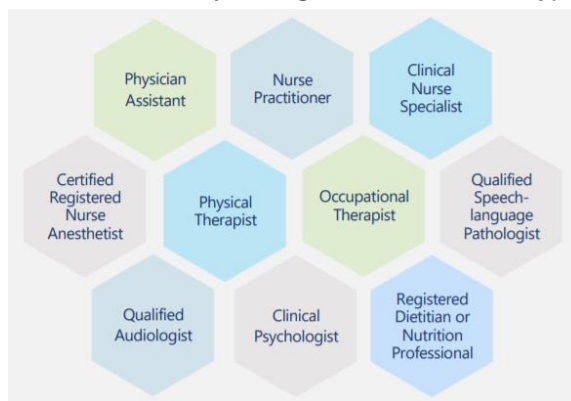 Physician
Assistant
Nurse
Practitioner
Clinical
Nurse
Specialist
Certified
Registered
Nurse
Anesthetist
Physical
Therapist
Occupational
Therapist
Qualified
Speech-
language
Pathologist
Qualified
Audiologist
Clinical
Psychologist
Registered
Dietitian or
Nutrition
Professional